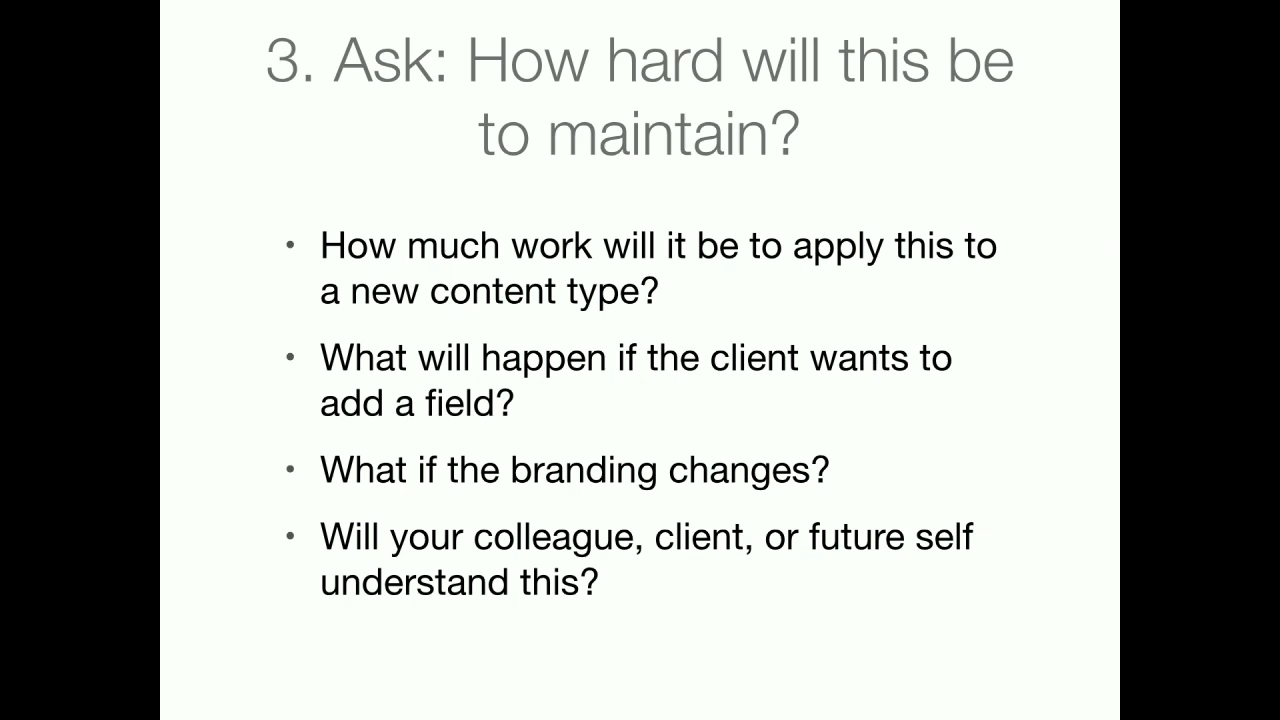 3. Ask: How hard will this be
to maintain?
• How much work will it be to apply this to
a new content type?
• What will happen if the client wants to
add a field?
• What if the branding changes?
• Will your colleague, client, or future self
understand this?